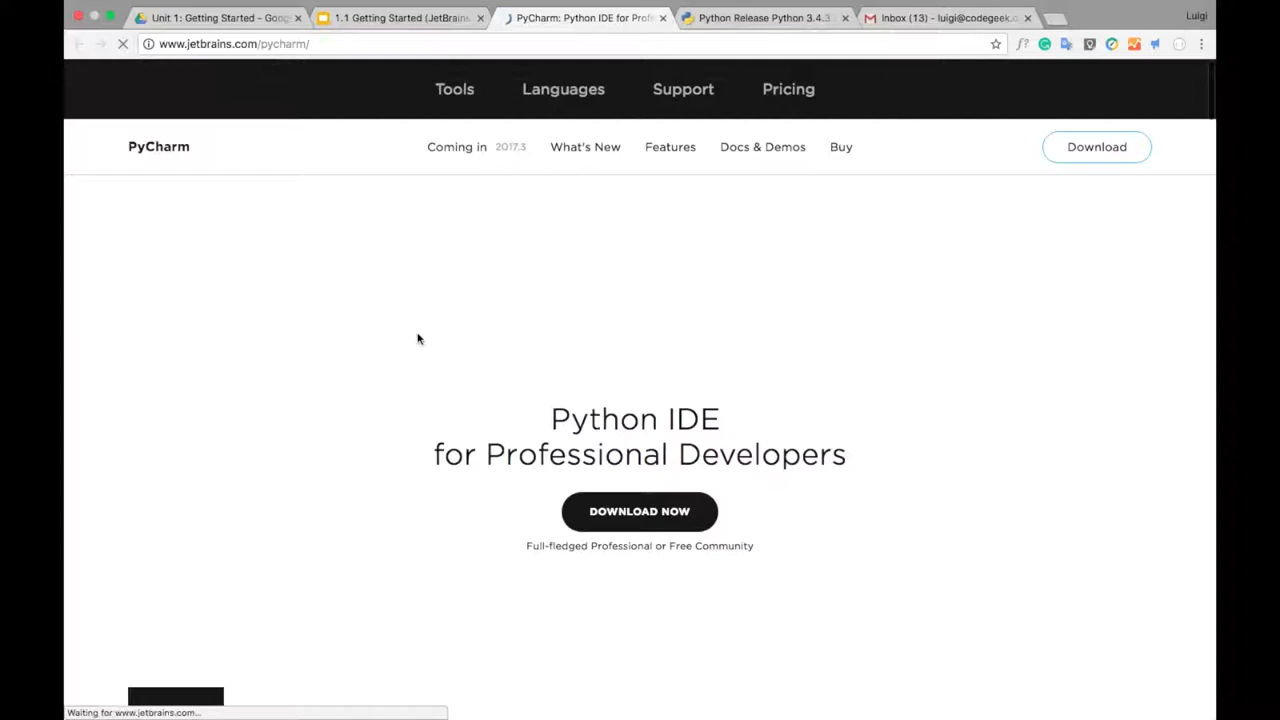 Unit 1: Getting Started - Goog
1.1 Getting Started (JetBrains
PyCharm: Python IDE for Prof
Python Release Python 3.4.3
Inbox (13) - luigi@codegeek.
Luigi
www.jetbrains.com/pycharm/
f?
Tools Languages Support Pricing
PyCharm
Coming in 2017.3 What's New Features Docs & Demos Buy
Download
Python IDE
for Professional Developers
DOWNLOAD NOW
Full-fledged Professional or Free Community
Waiting for www.jetbrains.com...